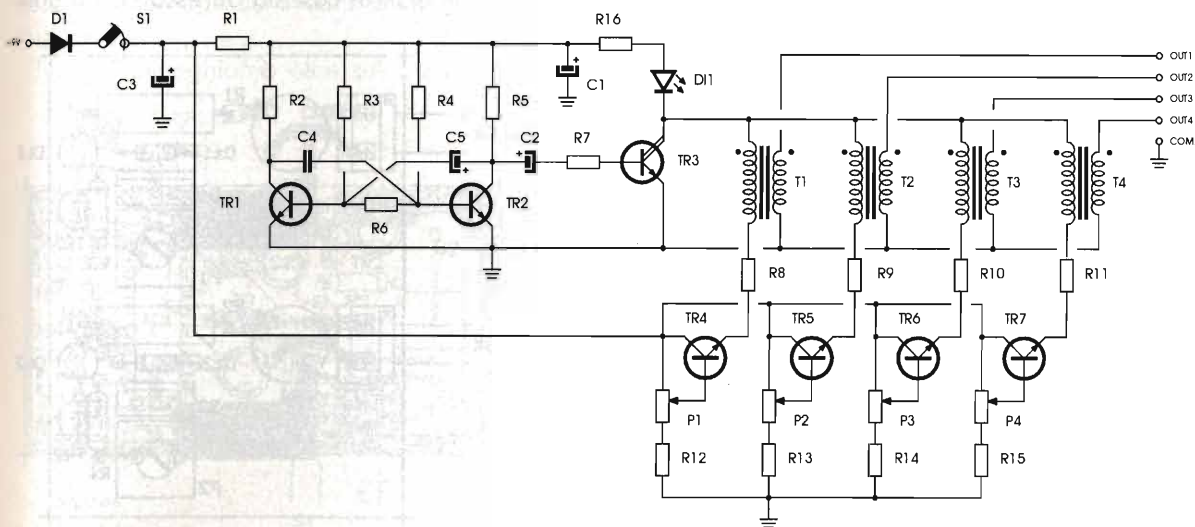 D1
S1
R1
R16
OUT1
OUT2
OUT3
OUT4
COM
C3
C1
DI1
R2
R3
R4
R5
C4
C5
C2
R7
TR3
TR1
R6
TR2
T1
T2
T3
T4
R8
R9
R10
R11
TR4
TR5
TR6
TR7
P1
P2
P3
P4
R12
R13
R14
R15
+
+
+
+